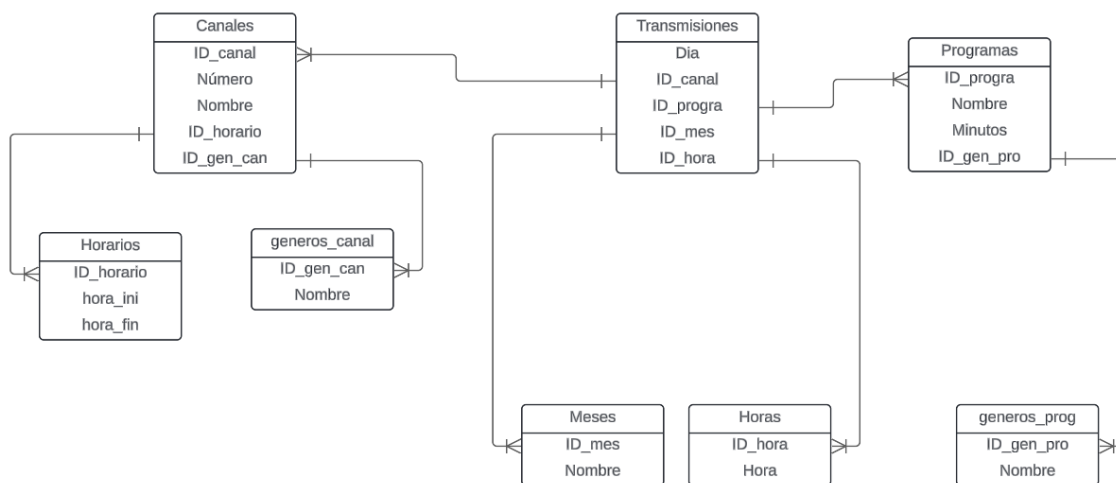 Canales
ID_canal
Número
Nombre
ID_horario
ID_gen_can
Transmisiones
Dia
ID_canal
ID_progra
ID_mes
ID_hora
Programas
ID_progra
Nombre
Minutos
ID_gen_pro
Horarios
ID_horario
hora_ini
hora_fin
generos_canal
ID_gen_can
Nombre
Meses
ID_mes
Nombre
Horas
ID_hora
Hora
generos_prog
ID_gen_pro
Nombre